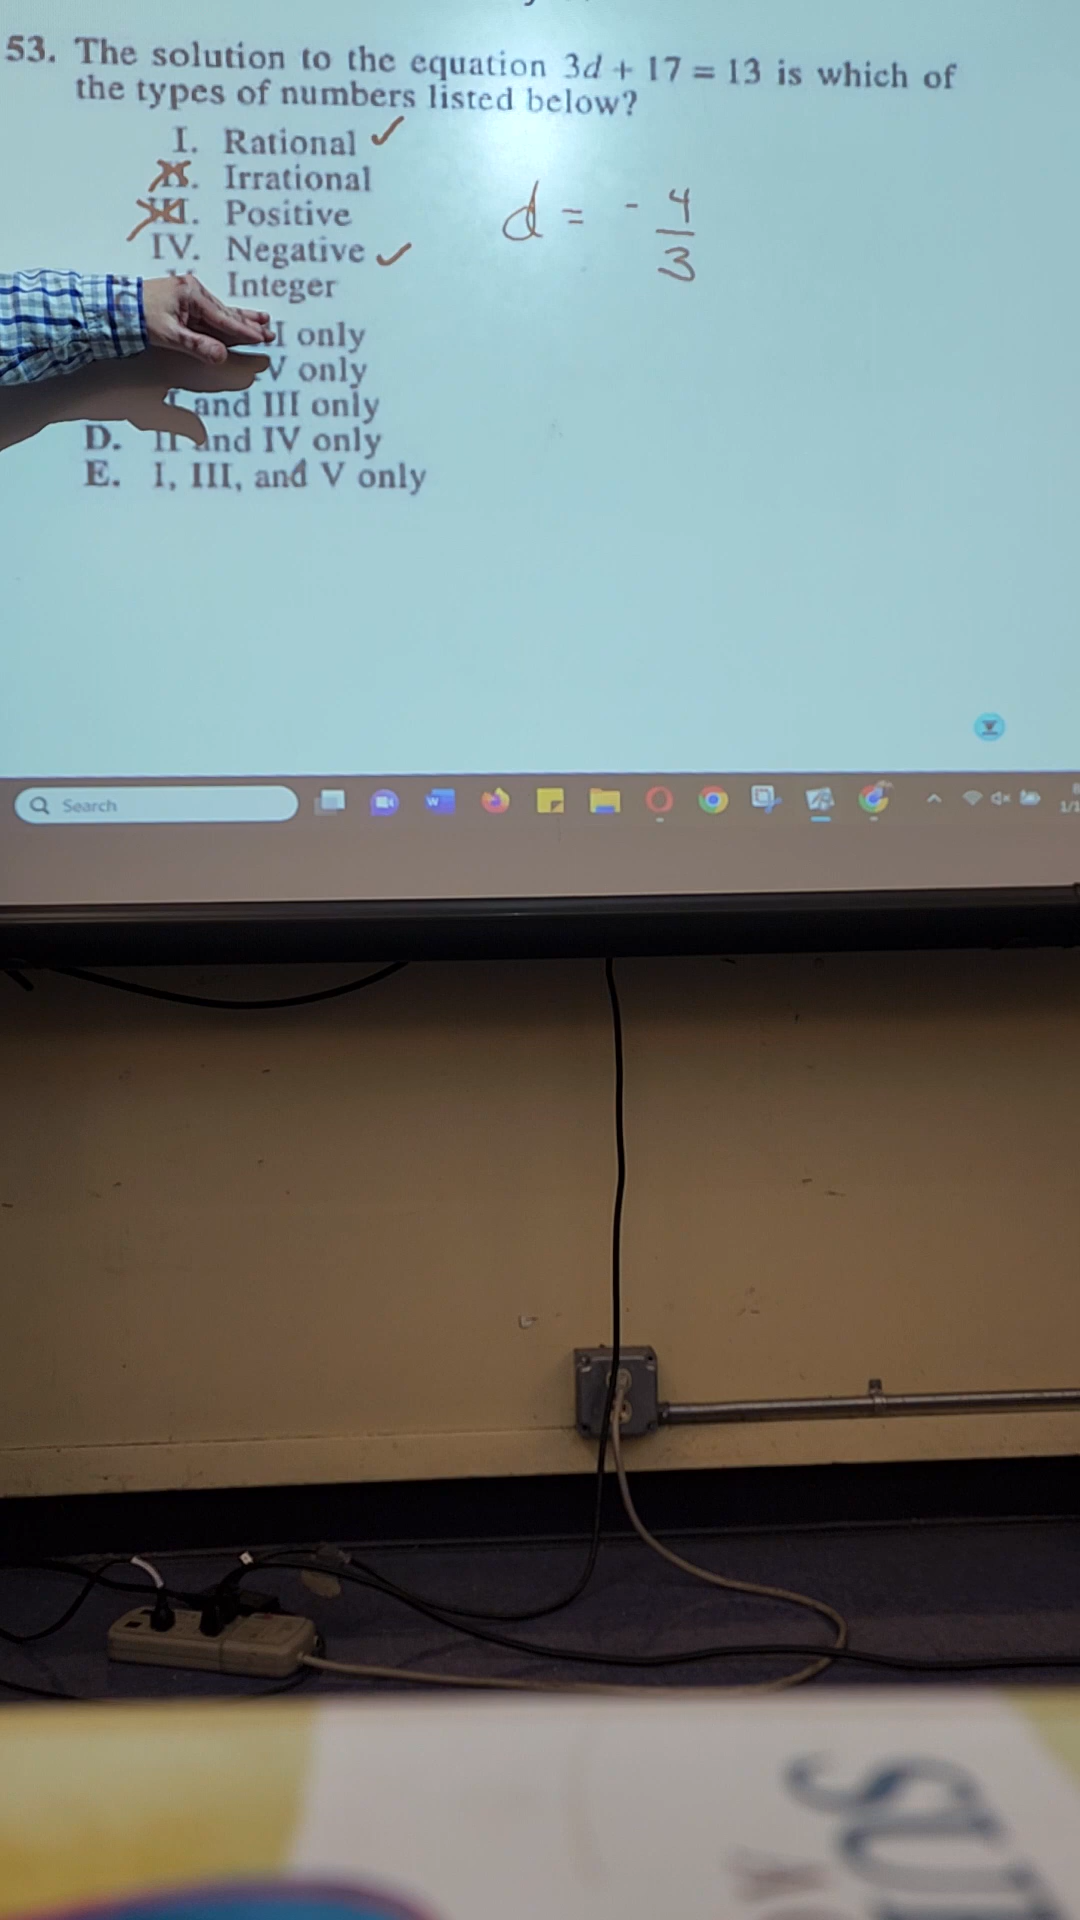 53. The solution to the equation 3d + 17 = 13 is which of
the types of numbers listed below?
I. Rational ✓
Irrational
Positive
IV. Negative ✓
Integer
d = - 4/3
I only
V only
and III only
D. II and IV only
E. I, III, and V only
Search